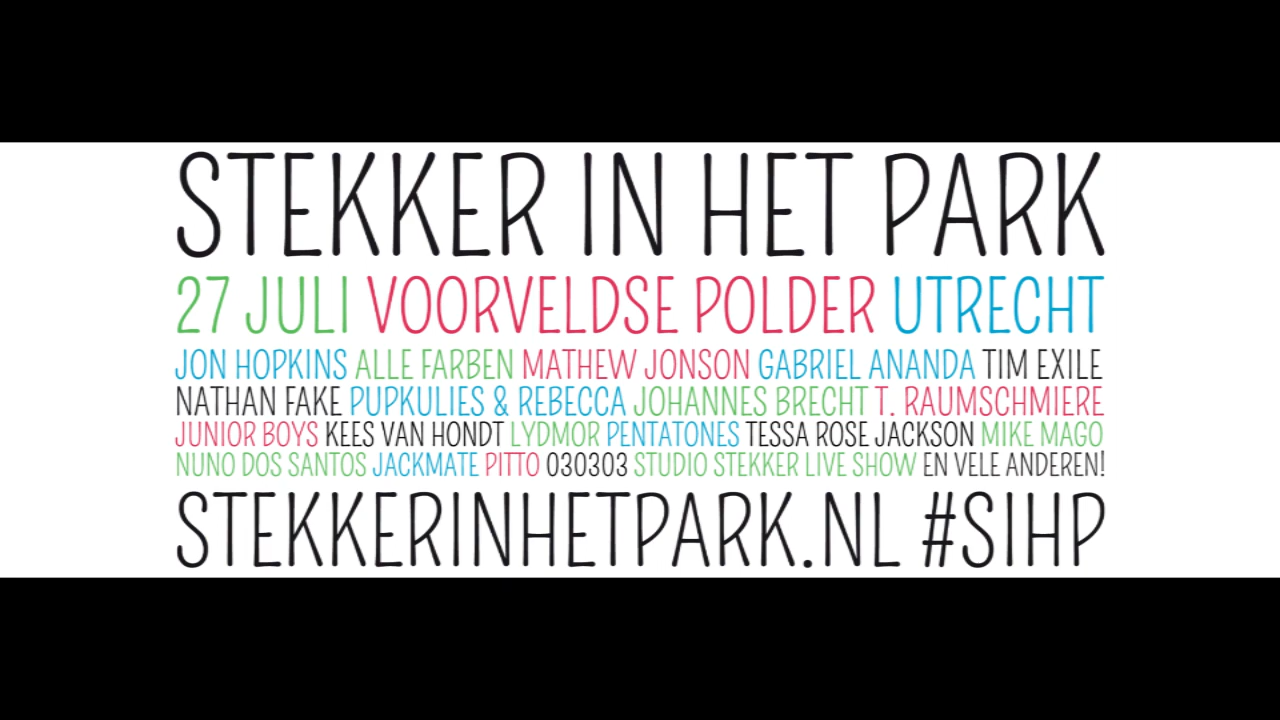 STEKKER IN HET PARK
27 JULI VOORVELDSE POLDER UTRECHT
JON HOPKINS ALLE FARBEN MATHEW JONSON GABRIEL ANANDA TIM EXILE
NATHAN FAKE PUPKULIES & REBECCA JOHANNES BRECHT T. RAUMSCHMIERE
JUNIOR BOYS KEES VAN HONDT LYDMOR PENTATONES TESSA ROSE JACKSON MIKE MAGO
NUNO DOS SANTOS JACKMATE PITTO 030303 STUDIO STEKKER LIVE SHOW EN VELE ANDEREN!
STEKKERINHETPARK.NL #SIHP